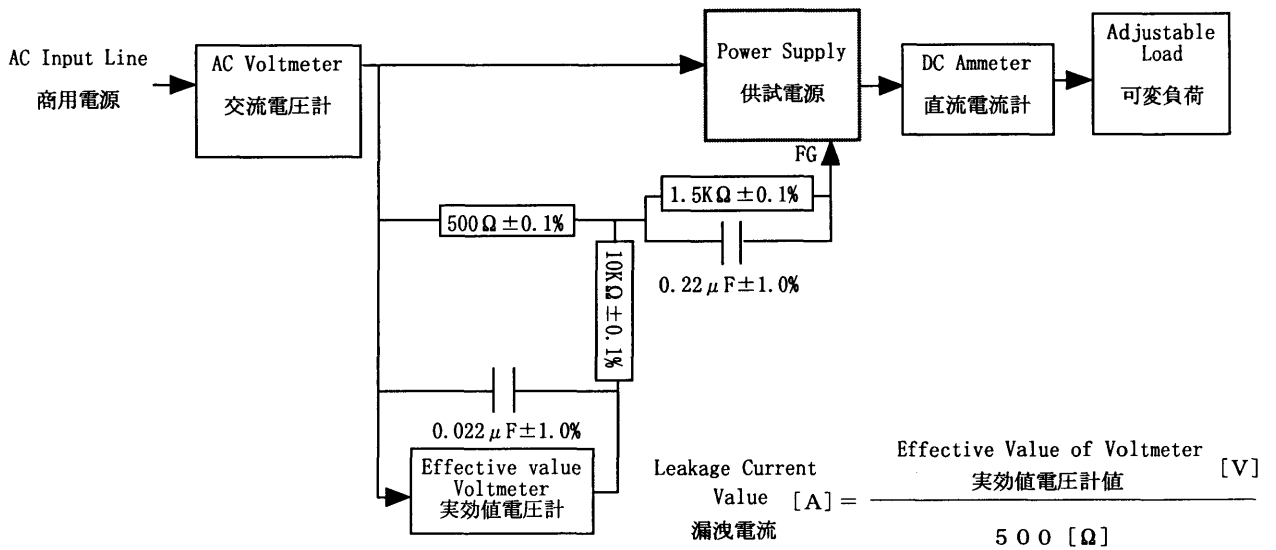 AC Input Line
商用電源
AC Voltmeter
交流電圧計
Power Supply
供試電源
DC Ammeter
直流電流計
Adjustable
Load
可変負荷
FG
1.5KΩ±0.1%
500Ω±0.1%
0.22μF±1.0%
10KΩ±0.1%
0.022μF±1.0%
Effective value
Voltmeter
実効値電圧計
Leakage Current
Value [A]=
漏洩電流
Effective Value of Voltmeter
実効値電圧計値 [V]
500 [Ω]